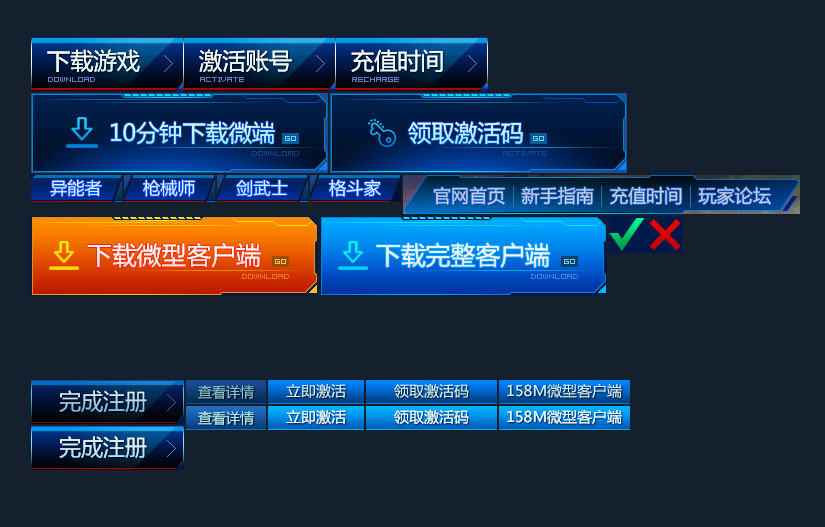 下载游戏 激活账号 充值时间
DOWNLOAD ACTIVATE RECHARGE
10分钟下载微端 GO 领取激活码 GO
DOWNLOAD ACTIVATE
异能者 枪械师 剑武士 格斗家 官网首页 新手指南 充值时间 玩家论坛
下载微型客户端 GO 下载完整客户端 GO
DOWNLOAD DOWNLOAD
完成注册 查看详情 立即激活 领取激活码 158M微型客户端
查看详情 立即激活 领取激活码 158M微型客户端
完成注册